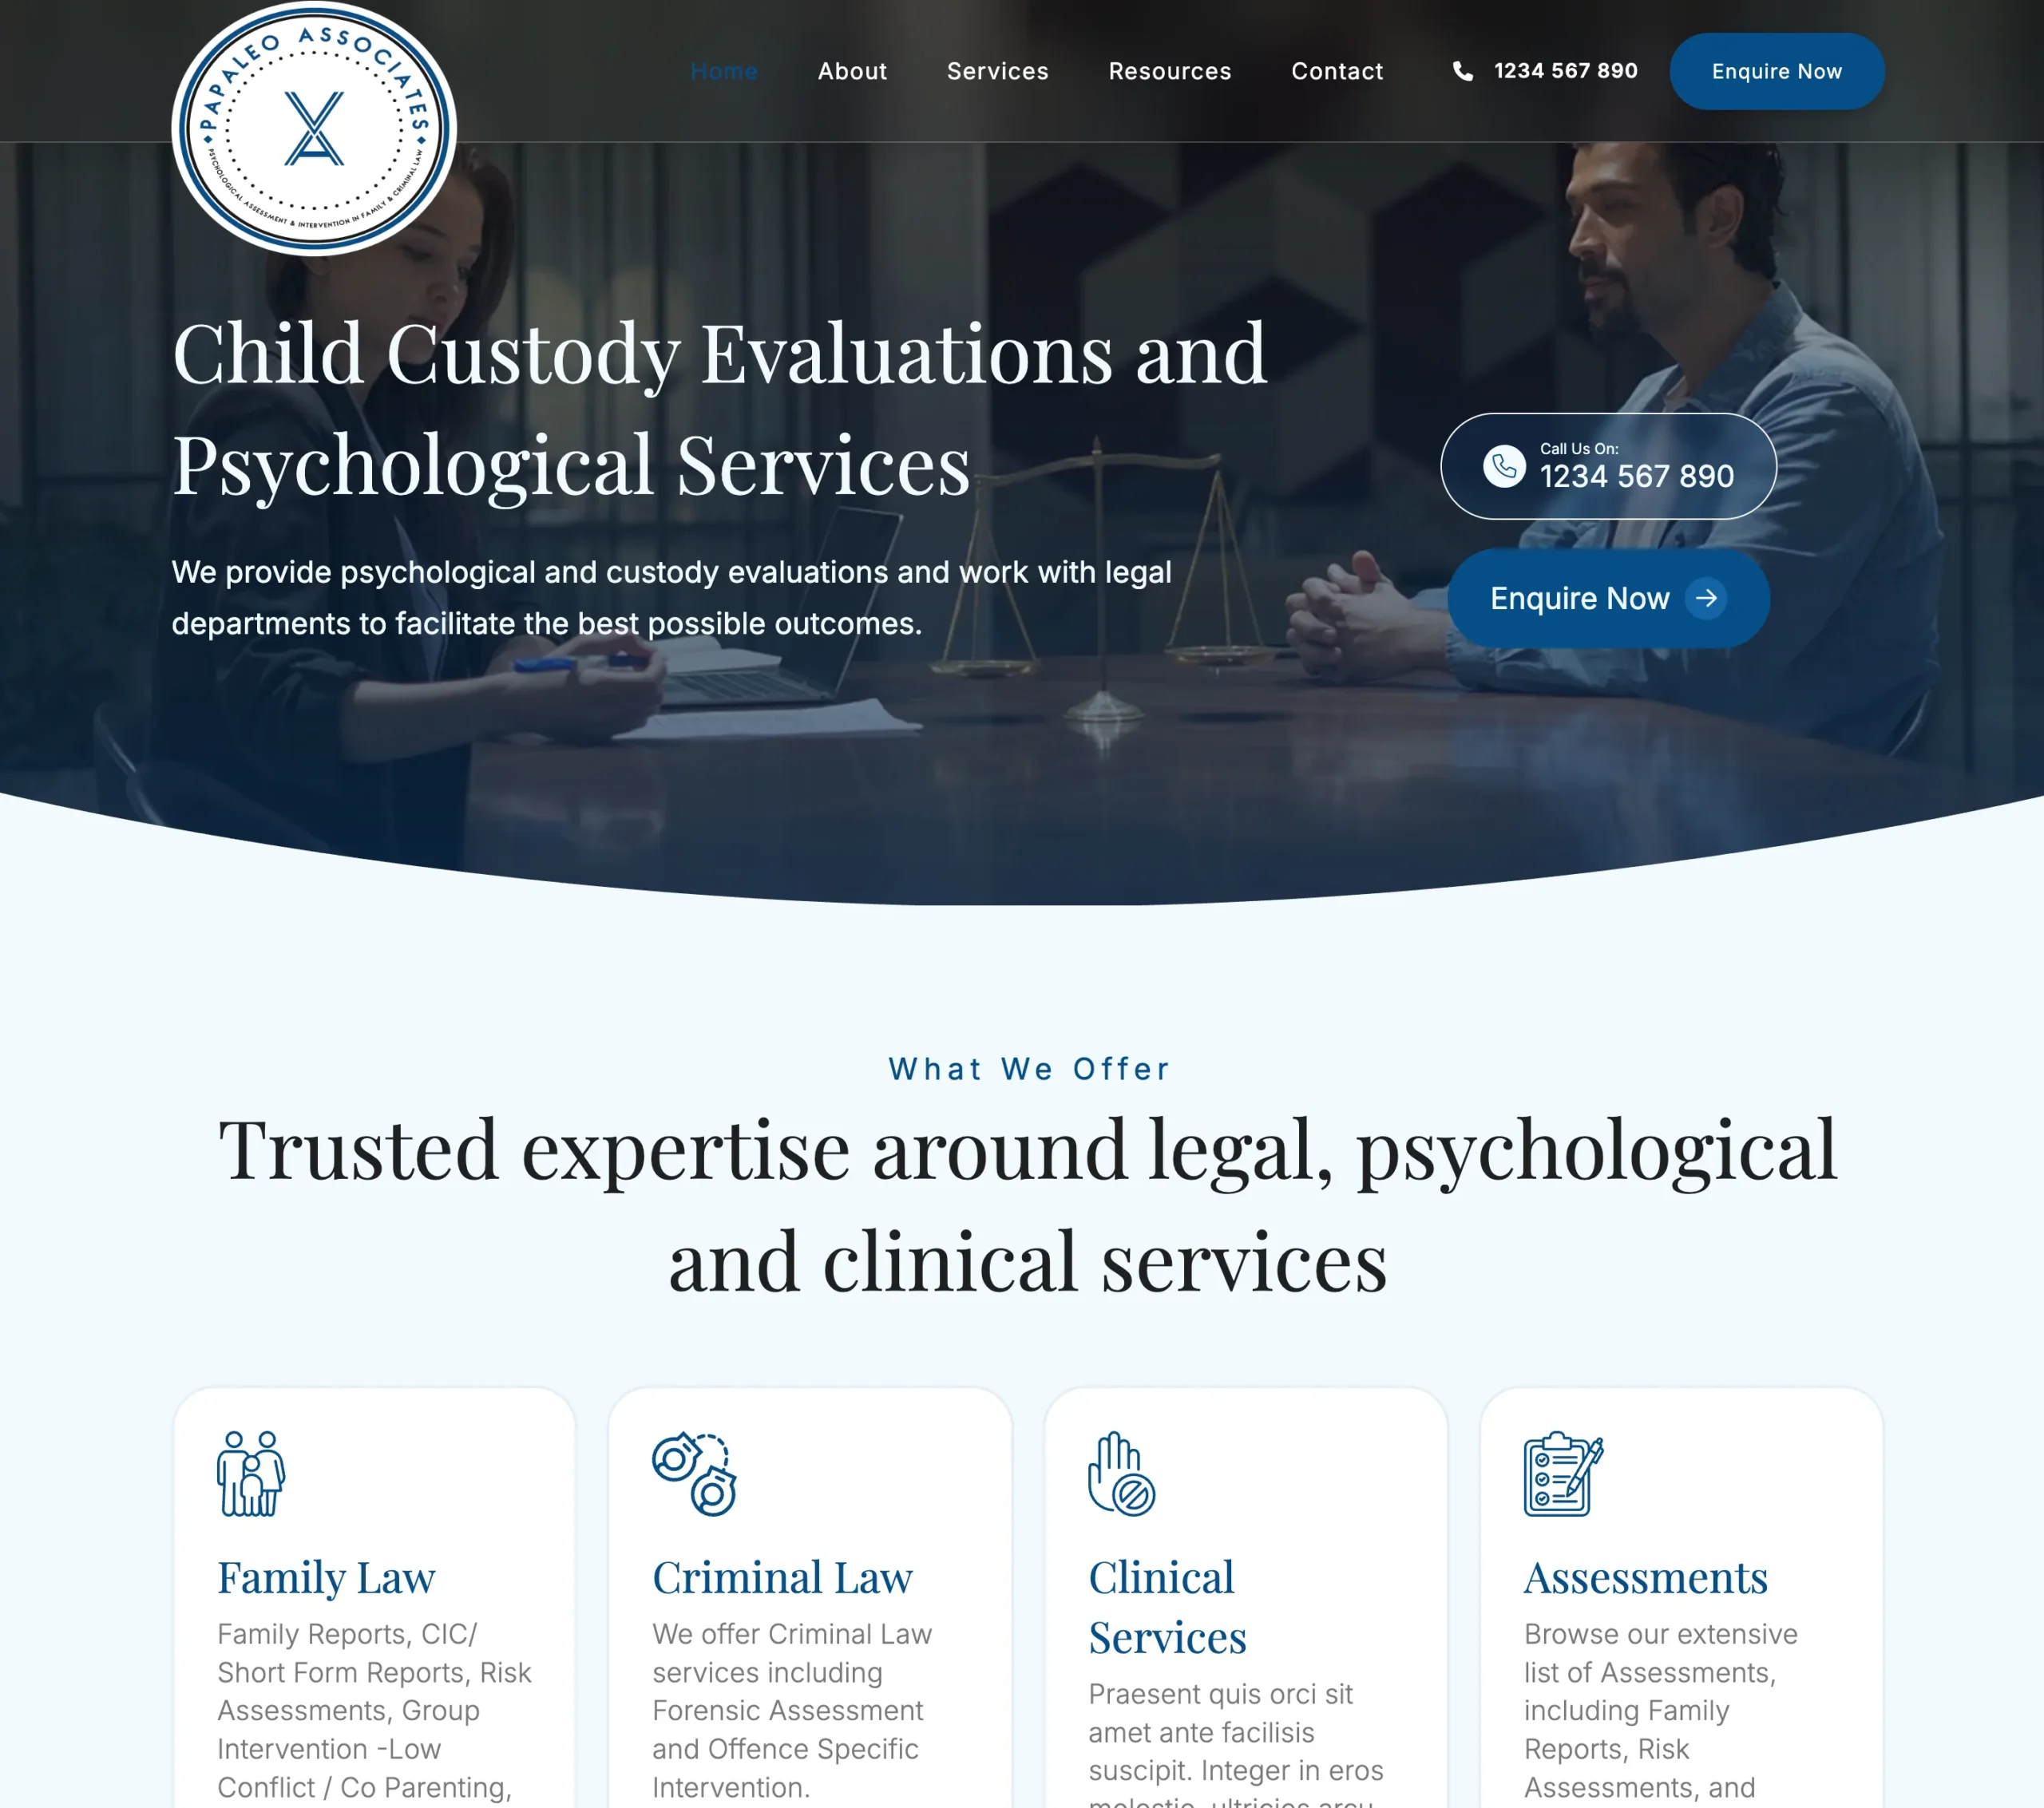 PAPALEO ASSOCIATES
PSYCHOLOGICAL ASSESSMENT & INTERVENTION IN FAMILY & CRIMINAL LAW
Home
About
Services
Resources
Contact
1234 567 890
Enquire Now
Child Custody Evaluations and
Psychological Services
We provide psychological and custody evaluations and work with legal
departments to facilitate the best possible outcomes.
Call Us On:
1234 567 890
Enquire Now
What We Offer
Trusted expertise around legal, psychological
and clinical services
Family Law
Family Reports, CIC/
Short Form Reports, Risk
Assessments, Group
Intervention -Low
Conflict / Co Parenting,
Criminal Law
We offer Criminal Law
services including
Forensic Assessment
and Offence Specific
Intervention.
Clinical
Services
Praesent quis orci sit
amet ante facilisis
suscipit. Integer in eros
Assessments
Browse our extensive
list of Assessments,
including Family
Reports, Risk
Assessments, and